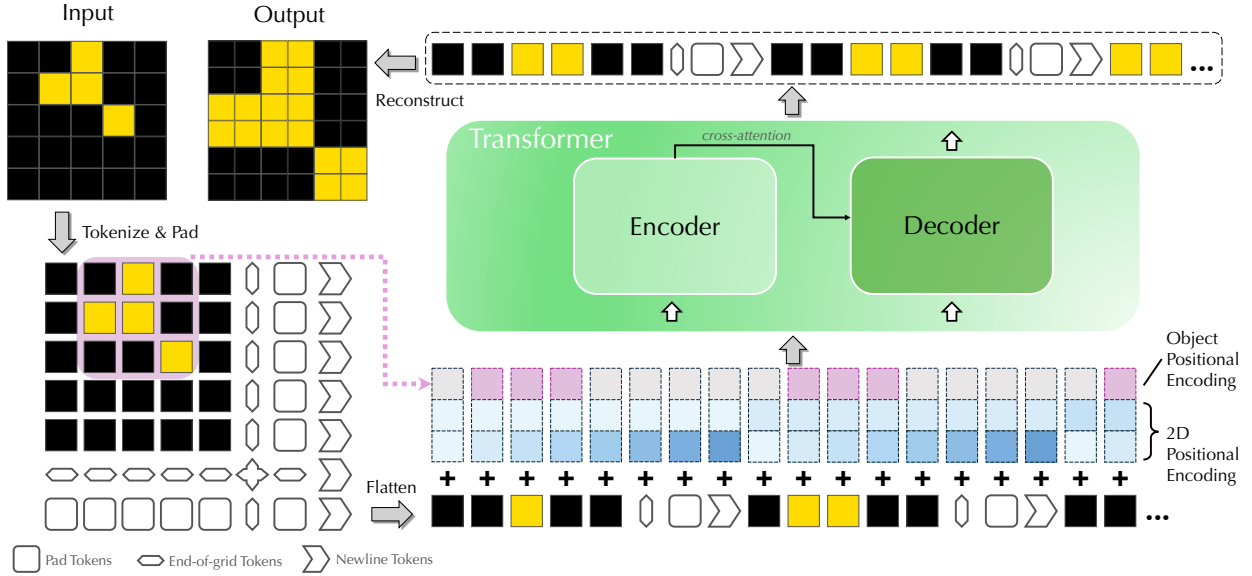 Input
Output
Reconstruct
Transformer
cross-attention
Encoder
Decoder
Tokenize & Pad
Object
Positional
Encoding
2D
Positional
Encoding
Flatten
+ + + + + + + + + + + + + + + + + +
...
...
Pad Tokens
End-of-grid Tokens
Newline Tokens